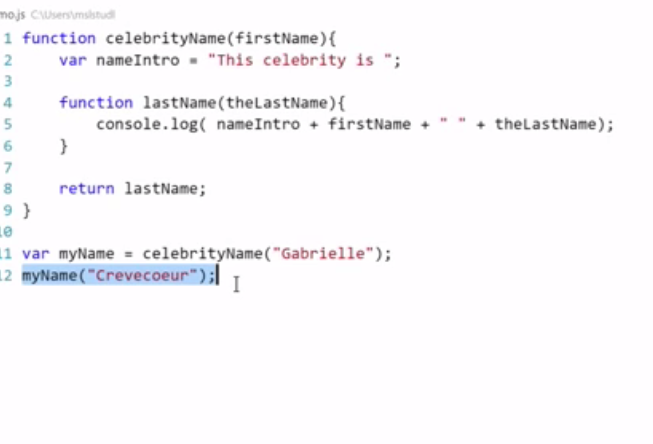 mo.js C:\Users\mslstudi
1 function celebrityName(firstName){
2     var nameIntro = "This celebrity is ";
3
4     function lastName(theLastName){
5         console.log( nameIntro + firstName + " " + theLastName);
6     }
7
8     return lastName;
9 }
10
11 var myName = celebrityName("Gabrielle");
12 myName("Crevecoeur");